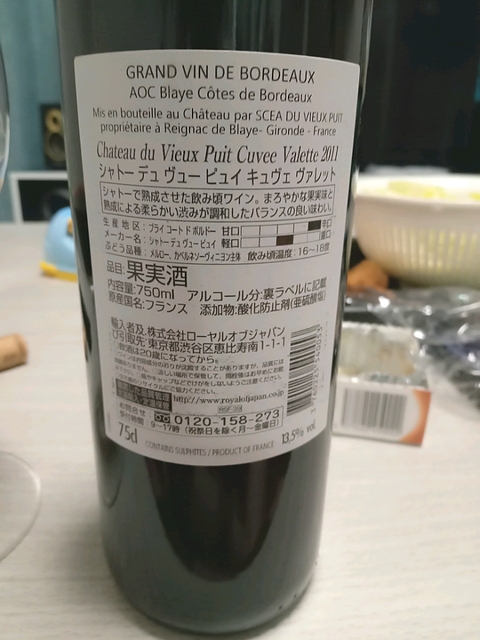 GRAND VIN DE BORDEAUX
AOC Blaye Côtes de Bordeaux
Mis en bouteille au Château par SCEA DU VIEUX PUIT
propriétaire à Reignac de Blaye- Gironde - France
Chateau du Vieux Puit Cuvee Valette 2011
シャトー デュ ヴュー ピュイ キュヴェ ヴァレット
シャトーで熟成させた飲み頃ワイン。まろやかな果実味と
熟成による柔らかい渋みが調和したバランスの良い味わい。
生産地区:ブライ コート ド ボルドー 甘口 辛口
メーカー名:シャトー デュ ヴュー ピュイ 軽口 重口
ぶどう品種:メルロー、カベルネソーヴィニヨン主体 飲み頃温度:16~18度
品目:果実酒
内容量:750ml アルコール分:裏ラベルに記載
原産国名:フランス 添加物:酸化防止剤(亜硫酸塩)
輸入者及 株式会社ローヤルオブジャパン
び引取先:東京都渋谷区恵比寿南1-1-1
飲酒は20歳になってから。
http://www.royalofjapan.co.jp
お問合せ 0120-158-273
受付時間:9~17時(祝祭日を除く月~金曜日)
75cl CONTAINS SULPHITES / PRODUCT OF FRANCE 13,5% vol.